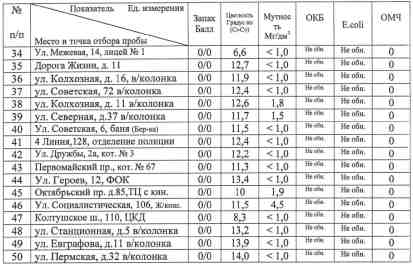 № п/п Показатель Ед. измерения Место и точка отбора пробы Запах Балл Цветность Градус по (Cr-Co) Мутность Мг/дм³ ОКБ E.coli ОМЧ
34 Ул. Межевая, 14, лицей № 1 0/0 6,6 < 1,0 Не обн. Не обн. 0
35 Дорога Жизни, д. 11 0/0 12,7 < 1,0 Не обн. Не обн. 0
36 ул. Колхозная, д. 16, в/колонка 0/0 11,9 < 1,0 Не обн. Не обн. 0
37 ул. Советская, 72 в/колонка 0/0 12,4 < 1,0 Не обн. Не обн. 0
38 ул. Колхозная, д. 11 в/колонка 0/0 12,6 1,8 Не обн. Не обн. 0
39 ул. Северная, д.37 в/колонка 0/0 11,7 1,5 Не обн. Не обн. 0
40 Ул. Советская, 6, баня (Бер-ка) 0/0 11,5 < 1,0 Не обн. Не обн. 0
41 4 Линия,128, отделение полиции 0/0 12,4 < 1,0 Не обн. Не обн. 0
42 Ул. Дружбы, 2а, кот. № 3 0/0 12,2 < 1,0 Не обн. Не обн. 0
43 Первомайский пр., кот. № 67 0/0 11,3 < 1,0 Не обн. Не обн. 0
44 Ул. Героев, 12, ФОК 0/0 13,4 < 1,0 Не обн. Не обн. 0
45 Октябрьский пр. д.85,ТЦ с кин. 0/0 10 1,9 Не обн. Не обн. 0
46 Ул. Социалистическая, 106, 0/0 11,5 4,5 Не обн. Не обн. 0
47 Колтушское ш., 110, ЦКД 0/0 8,3 < 1,0 Не обн. Не обн. 0
48 ул. Станционная, д.5 в/колонка 0/0 13,2 < 1,0 Не обн. Не обн. 0
49 ул. Евграфова, д.11 в/колонка 0/0 13,9 < 1,0 Не обн. Не обн. 0
50 ул. Пермская, д.32 в/колонка 0/0 14,0 < 1,0 Не обн. Не обн. 0